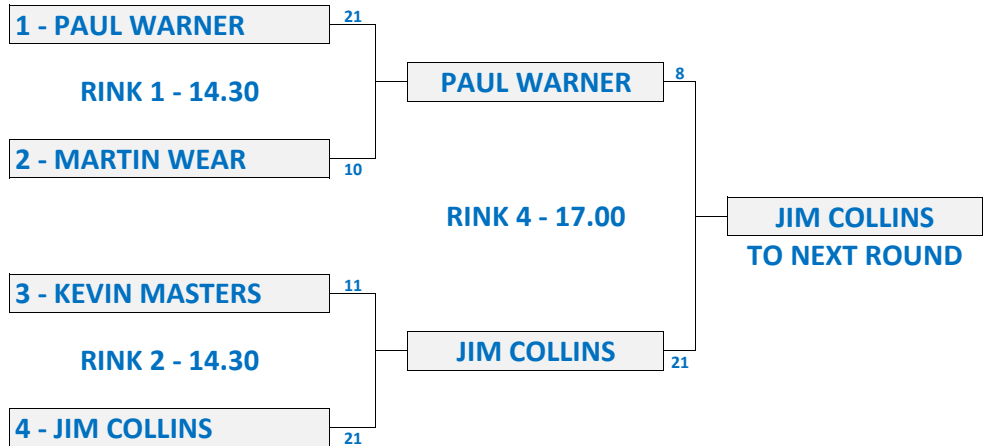 1 - PAUL WARNER
21
RINK 1 - 14.30
2 - MARTIN WEAR
10
PAUL WARNER
8
RINK 4 - 17.00
3 - KEVIN MASTERS
11
RINK 2 - 14.30
4 - JIM COLLINS
21
JIM COLLINS
21
JIM COLLINS
TO NEXT ROUND